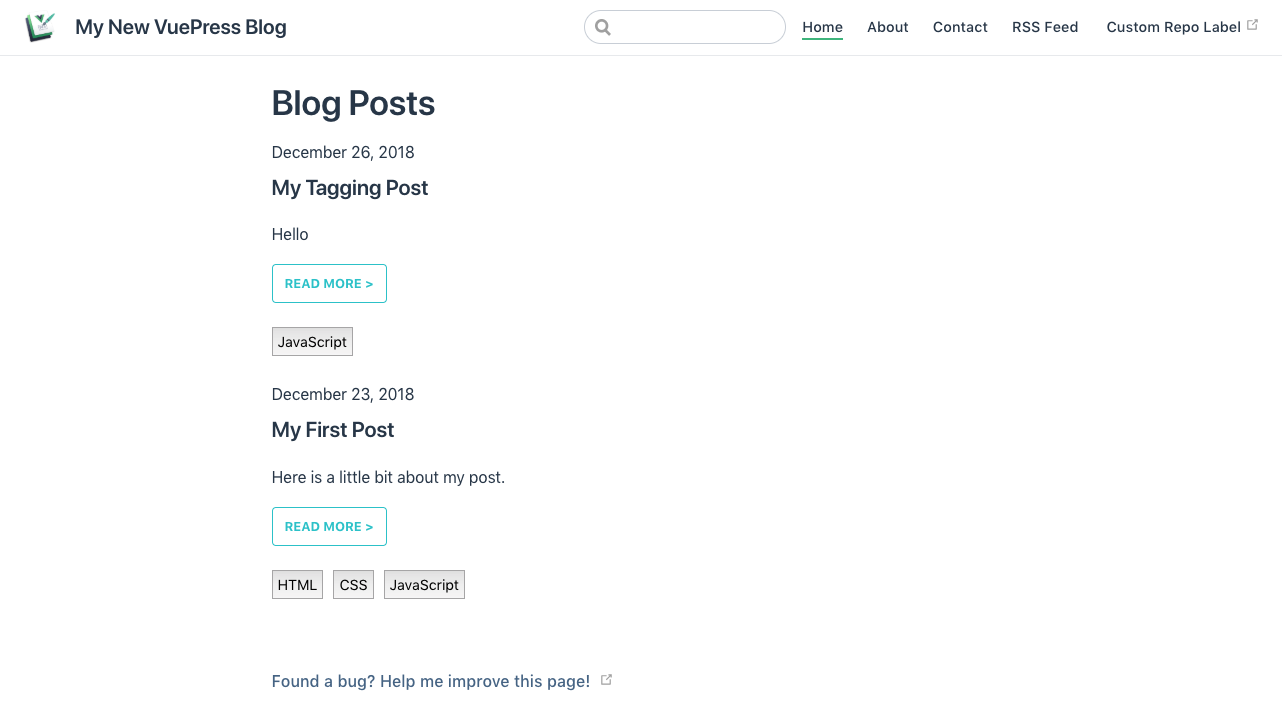 My New VuePress Blog
Home About Contact RSS Feed Custom Repo Label
Blog Posts
December 26, 2018
My Tagging Post
Hello
READ MORE >
JavaScript
December 23, 2018
My First Post
Here is a little bit about my post.
READ MORE >
HTML CSS JavaScript
Found a bug? Help me improve this page!